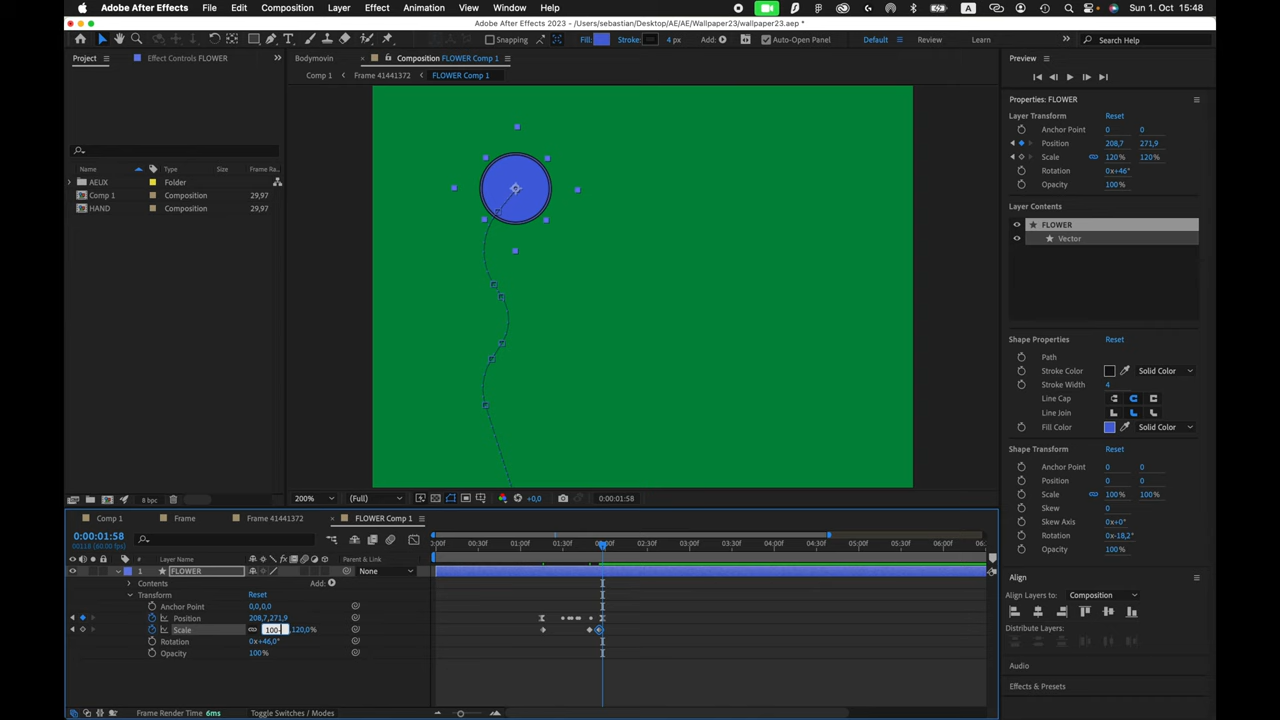 After Effects File Edit Composition Layer Effect Animation View Window Help Sun 1. Oct 15:48
Adobe After Effects 2023 - /Users/sebastian/Desktop/AE/AE/Wallpaper23/wallpaper23.aep *
Snapping Fill: Stroke: 4 px Add: Auto-Open Panel Default Review Learn Search Help
Project Effect Controls FLOWER Bodymovin Composition FLOWER Comp 1 Preview
Comp 1 Frame 41441372 FLOWER Comp 1
Properties: FLOWER
Layer Transform Reset
Anchor Point 0 0
Position 208,7 271,9
Scale 120% 120%
Rotation 0x+46°
Opacity 100%
Name Type Size Frame Ra..
AEUX Folder
Comp 1 Composition 29,97
HAND Composition 29,97
Layer Contents
FLOWER
Vector
Shape Properties Reset
Path
Stroke Color Solid Color
Stroke Width 4
Line Cap
Line Join
Fill Color Solid Color
Shape Transform Reset
Anchor Point 0 0
Position 0 0
Scale 100% 100%
Skew 0
Skew Axis 0x+0°
Rotation 0x-18,2°
Opacity 100%
8 bpc 200% (Full) +0,0 0:00:01:58
Comp 1 Frame Frame 41441372 FLOWER Comp 1
0:00:01:58
00118 (60.00 fps)
:00f 00:30f 01:00f 01:30f 02:00f 02:30f 03:00f 03:30f 04:00f 04:30f 05:00f 05:30f 06:00f 06:
# Layer Name Parent & Link
1 FLOWER None
Contents Add:
Transform Reset
Anchor Point 0,0,0,0
Position 208,7,271,9
Scale 100 ,120,0%
Rotation 0x+46,0°
Opacity 100%
Align
Align Layers to: Composition
Distribute Layers:
Audio
Effects & Presets
Frame Render Time 6ms Toggle Switches / Modes